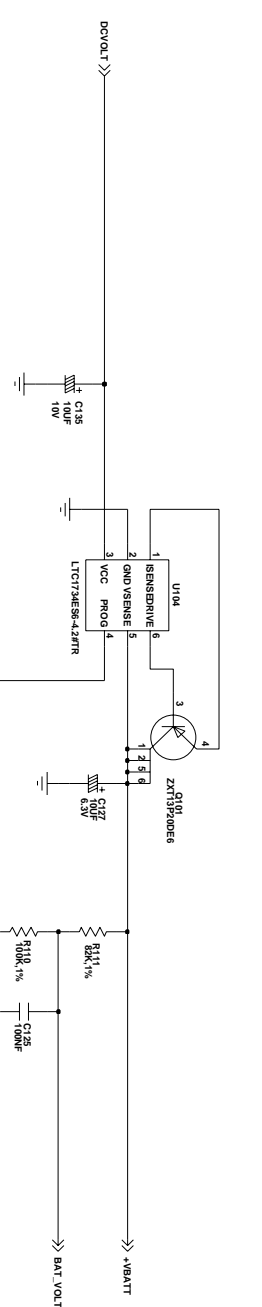 DCVOLT
C135
10UF
10V
U104
1
ISENSE
DRIVE
6
2
GND
VSENSE
5
3
VCC
PROG
4
LTC1734ES6-4.2#TR
3
4
1
2
5
6
Q101
ZXT13P20DE6
C127
10UF
6.3V
R111
82K,1%
R110
100K,1%
C125
100NF
+VBATT
BAT_VOLT